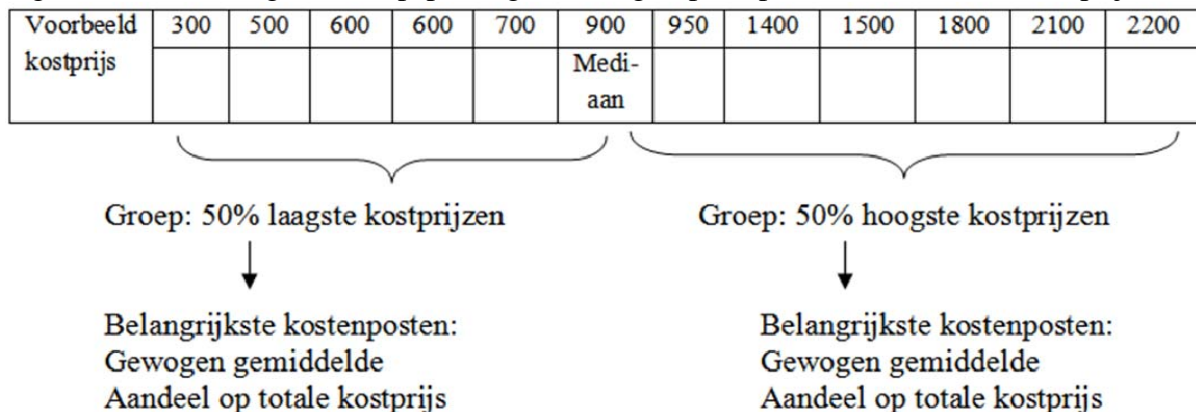 Voorbeeld 300 500 600 600 700 900 950 1400 1500 1800 2100 2200
kostprijs Medi-
aan
Groep: 50% laagste kostprijzen Groep: 50% hoogste kostprijzen
Belangrijkste kostenposten: Belangrijkste kostenposten:
Gewogen gemiddelde Gewogen gemiddelde
Aandeel op totale kostprijs Aandeel op totale kostprijs